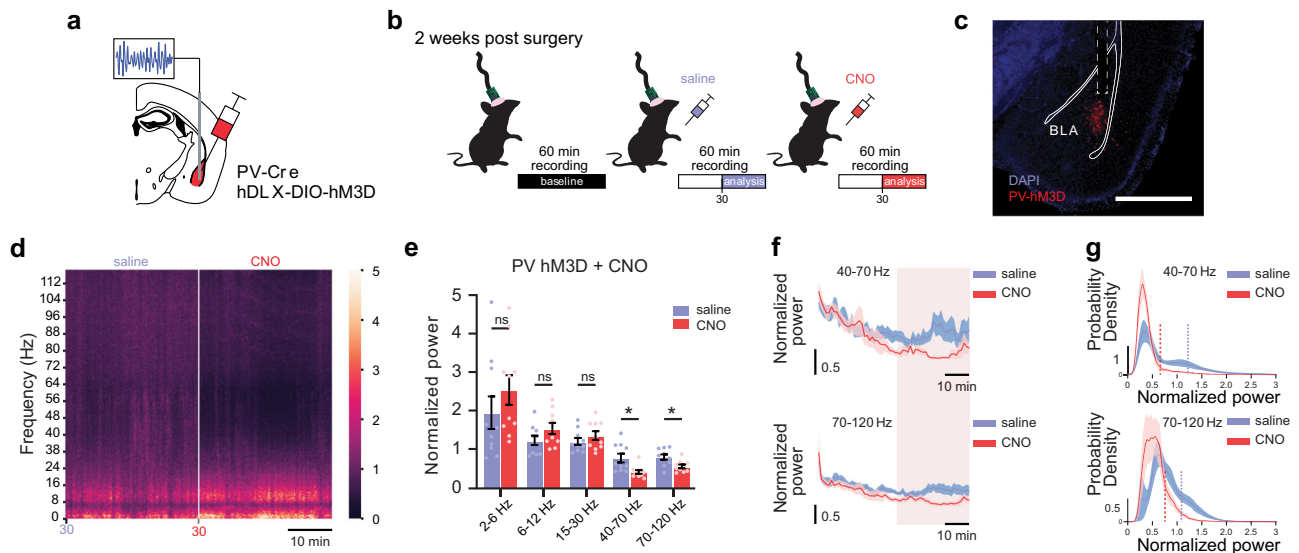 a
PV-Cre
hDLX-DIO-hM3D
b
2 weeks post surgery
saline
CNO
60 min
recording
baseline
60 min
recording
analysis
30
60 min
recording
analysis
30
c
BLA
DAPI
PV-hM3D
d
saline
CNO
Frequency (Hz)
112
104
96
88
80
72
64
56
48
40
32
24
16
8
0
30
30
10 min
5
4
3
2
1
0
e
PV hM3D + CNO
saline
CNO
Normalized power
5
4
3
2
1
0
ns
ns
ns
*
*
2-6 Hz
6-12 Hz
15-30 Hz
40-70 Hz
70-120 Hz
f
40-70 Hz
saline
CNO
Normalized
power
0.5
10 min
70-120 Hz
saline
CNO
Normalized
power
0.5
10 min
g
40-70 Hz
saline
CNO
Probability
Density
1
0
0 0.5 1.0 1.5 2.0 2.5 3
Normalized power
70-120 Hz
saline
CNO
Probability
Density
0.5
0
0 0.5 1.0 1.5 2.0 2.5 3
Normalized power